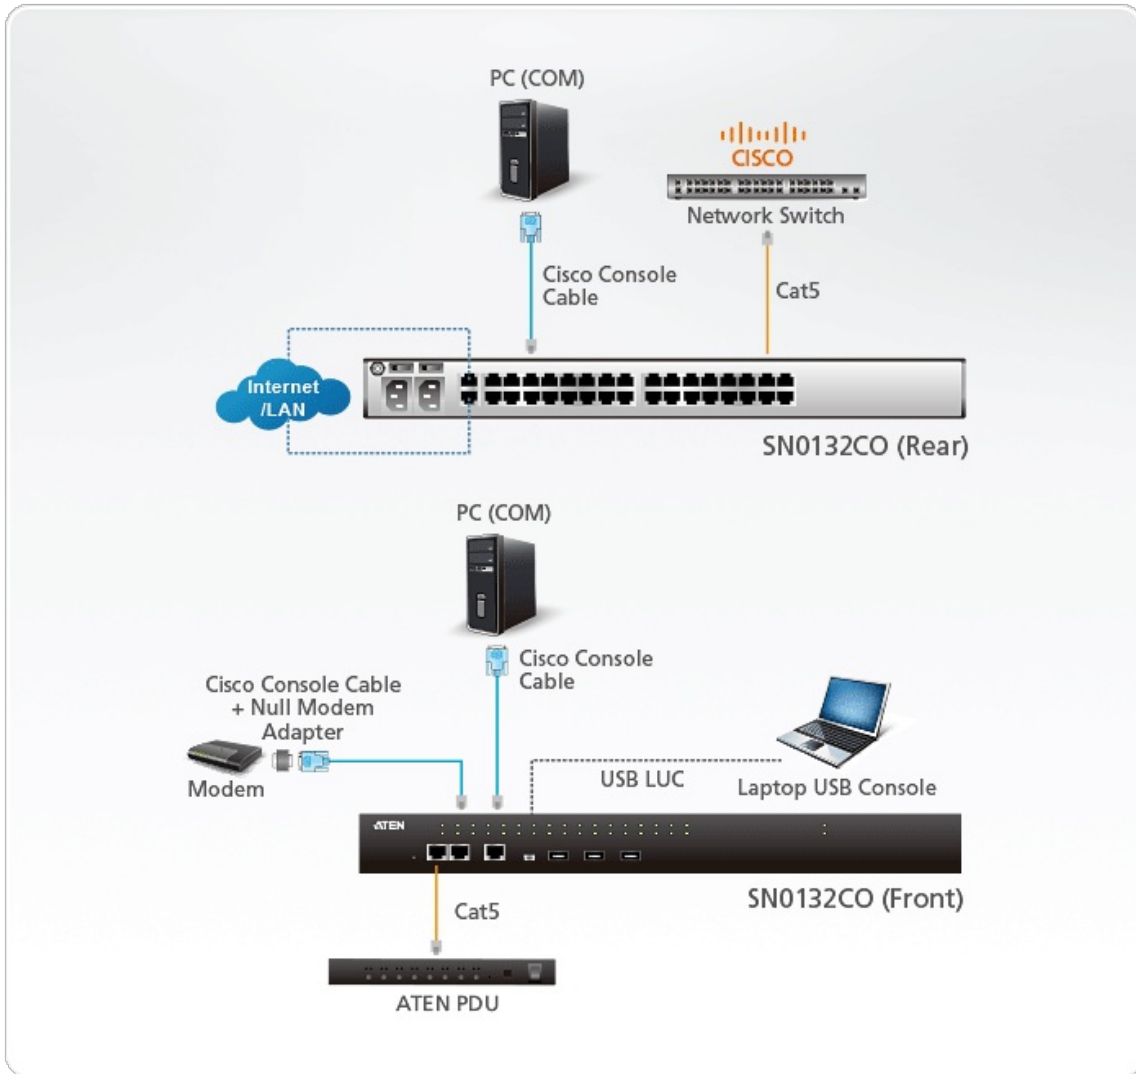 PC (COM)
CISCO
Network Switch
Cisco Console
Cable
Cat5
Internet
/LAN
SN0132CO (Rear)
PC (COM)
Cisco Console
Cable
Cisco Console Cable
+ Null Modem
Adapter
Modem
USB LUC
Laptop USB Console
ATEN
SN0132CO (Front)
Cat5
ATEN PDU